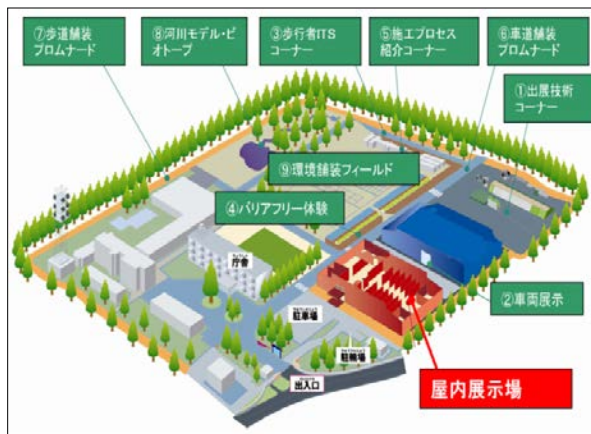 ⑦歩道舗装
プロムナード
⑧河川モデル・ビ
オトープ
③歩行者ITS
コーナー
⑤施工プロセス
紹介コーナー
⑥車道舗装
プロムナード
①出展技術
コーナー
⑨環境舗装フィールド
④バリアフリー体験
庁舎
②車両展示
駐車場
駐輪場
屋内展示場
出入口